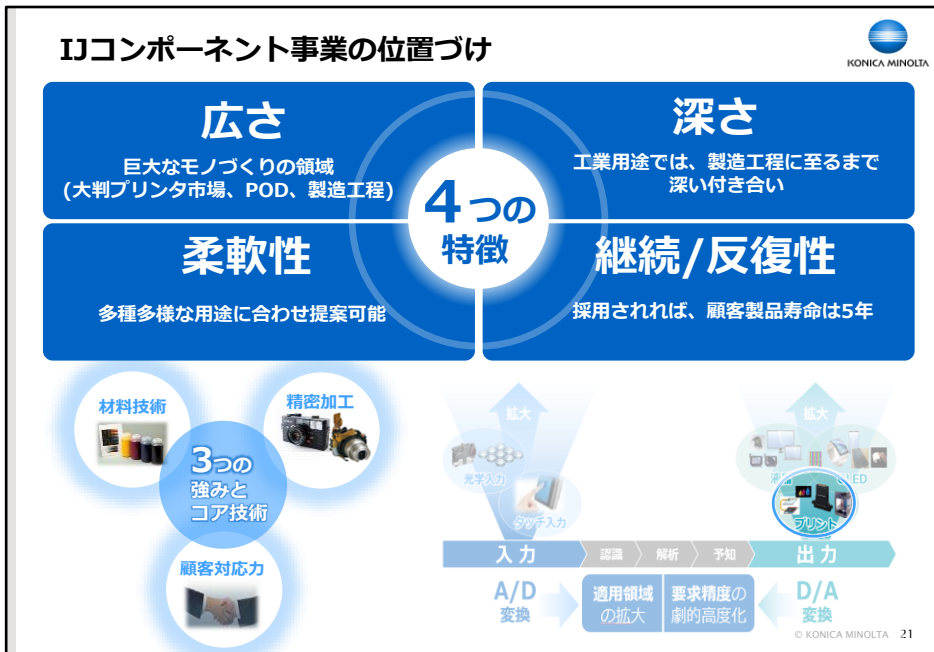 IJコンポーネント事業の位置づけ
KONICA MINOLTA
広さ
巨大なモノづくりの領域
(大判プリンタ市場、POD、製造工程)
深さ
工業用途では、製造工程に至るまで
深い付き合い
4つの
特徴
柔軟性
多種多様な用途に合わせ提案可能
継続/反復性
採用されれば、顧客製品寿命は5年
材料技術
精密加工
3つの
強みと
コア技術
顧客対応力
拡大
光学入力
タッチ入力
拡大
液晶
プリント
入力
認識
解析
予知
出力
A/D
変換
適用領域
の拡大
要求精度の
劇的高度化
D/A
変換
© KONICA MINOLTA 21